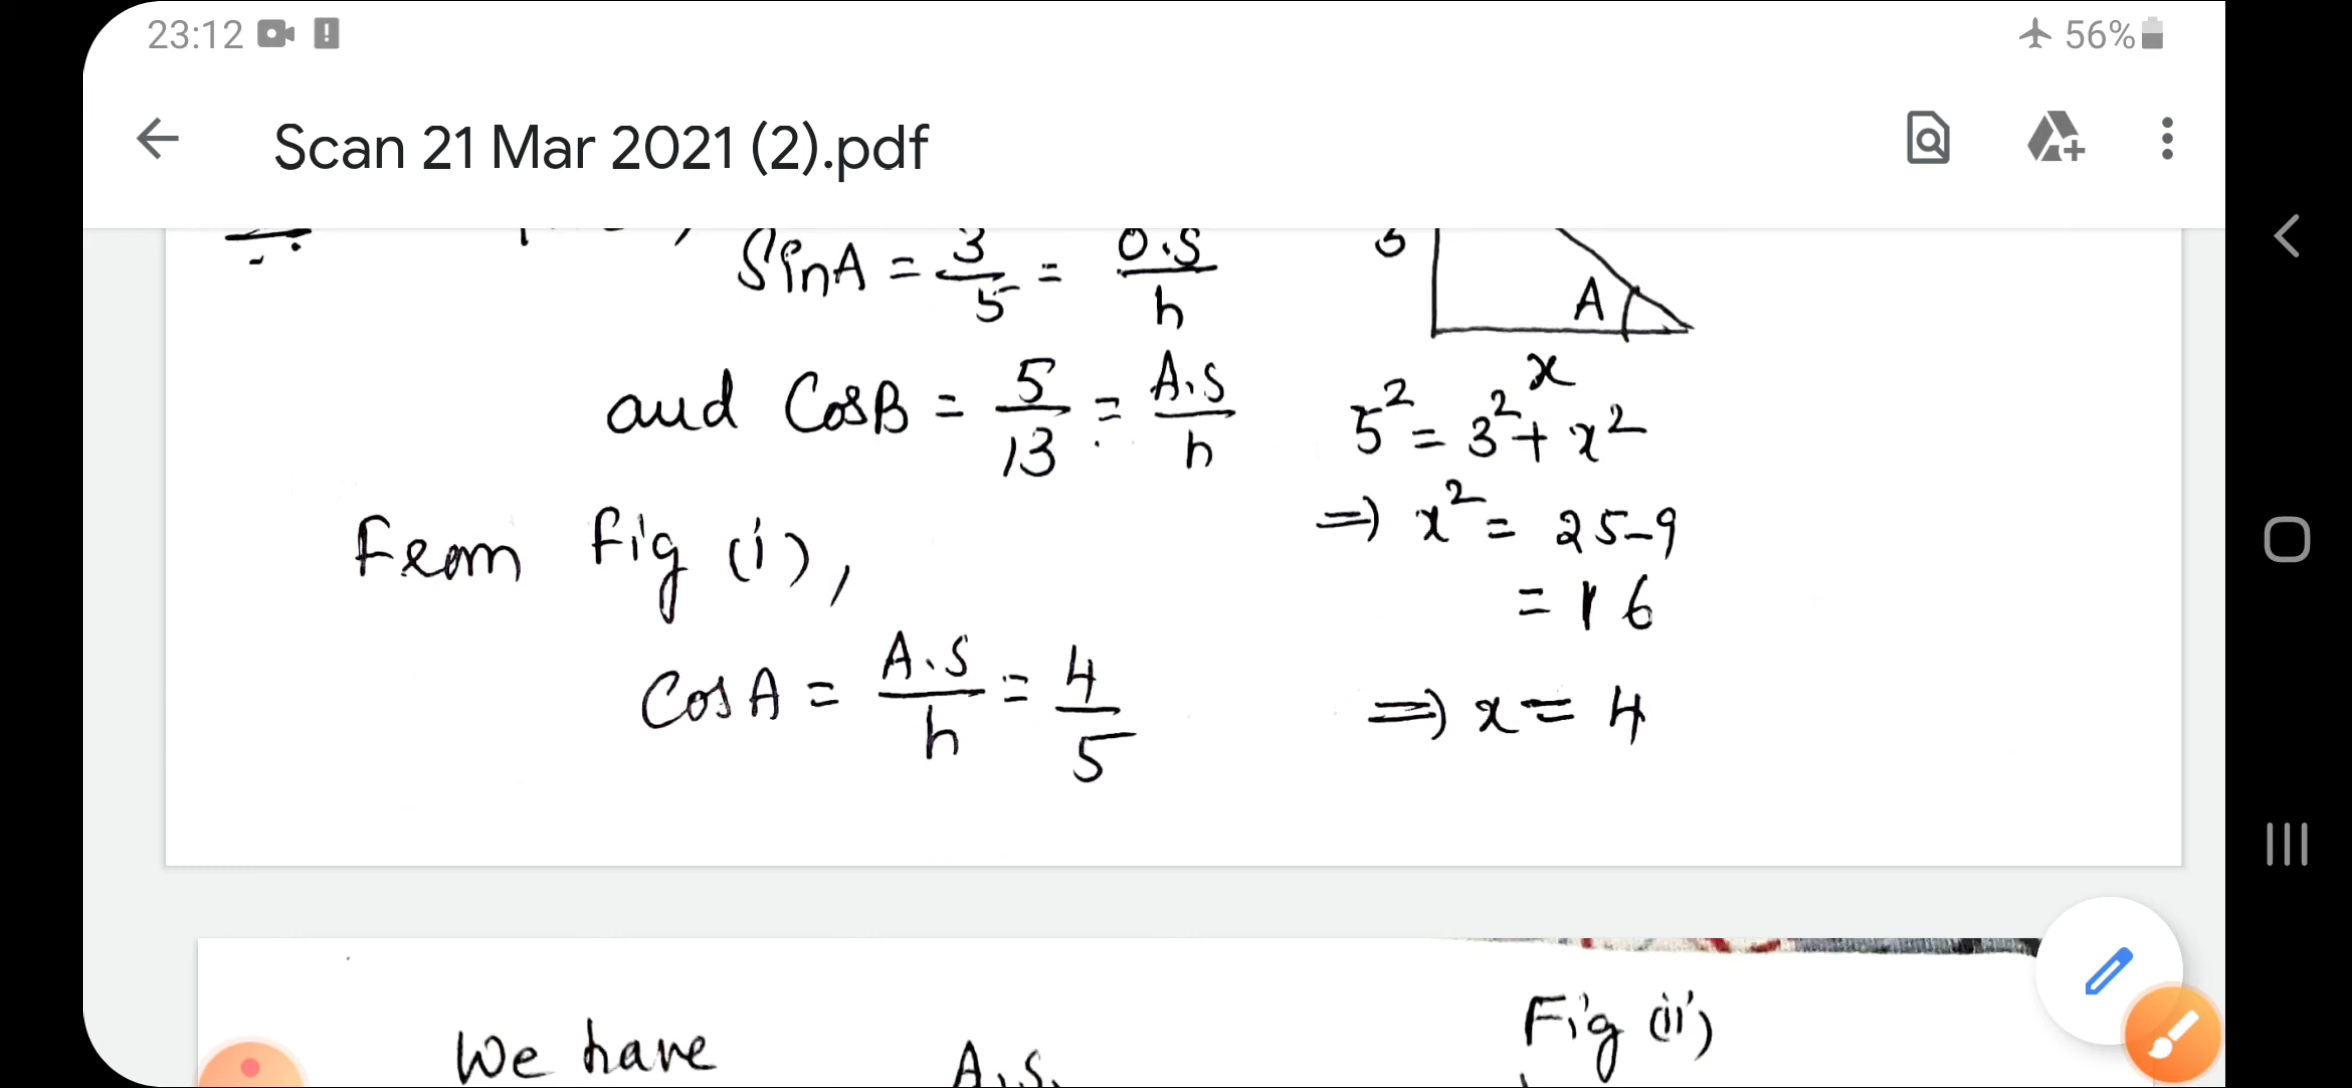 23:12
56%
Scan 21 Mar 2021 (2).pdf
SinA = 3/5 = O.S/h
A
x
and CosB = 5/13 = A.S/h
5² = 3² + x²
From fig (i),
=> x² = 25-9
= 16
CosA = A.S/h = 4/5
=> x = 4
Fig (ii)
We have
A.S.